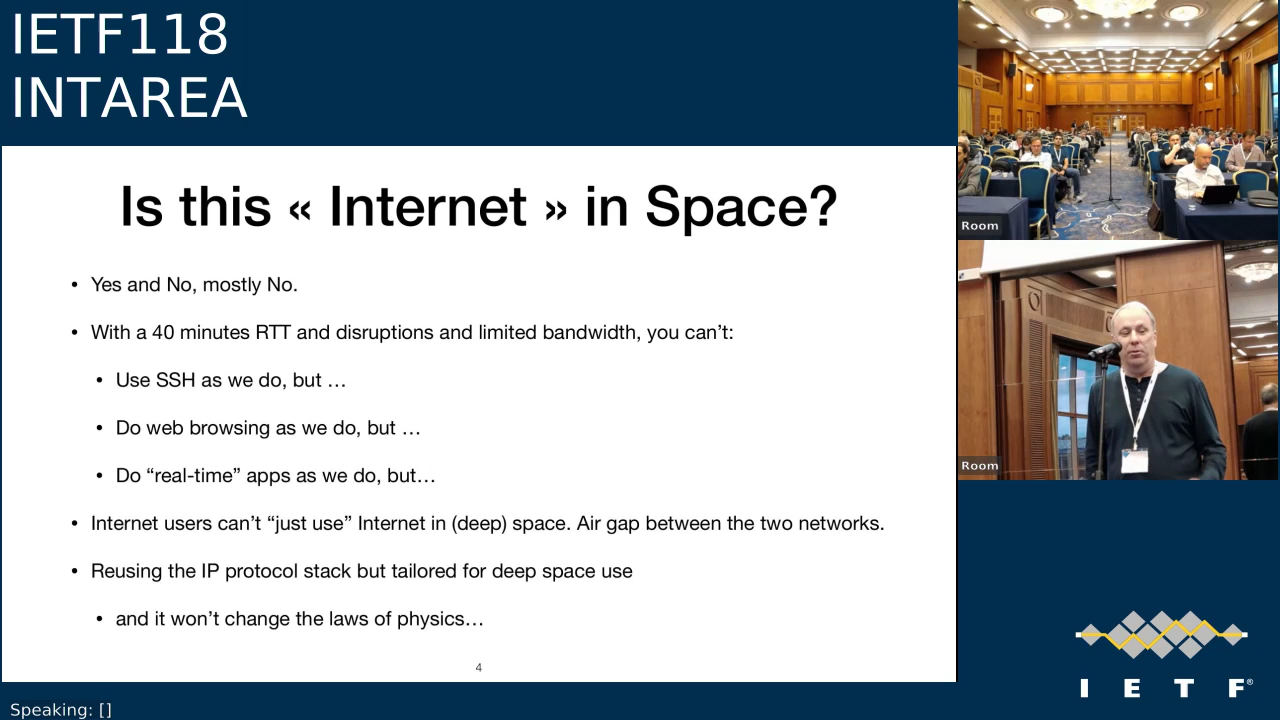 IETF118
INTAREA
Is this « Internet » in Space?
• Yes and No, mostly No.
• With a 40 minutes RTT and disruptions and limited bandwidth, you can’t:
• Use SSH as we do, but …
• Do web browsing as we do, but …
• Do “real-time” apps as we do, but…
• Internet users can’t “just use” Internet in (deep) space. Air gap between the two networks.
• Reusing the IP protocol stack but tailored for deep space use
• and it won’t change the laws of physics…
4
Room
Room
I E T F®
Speaking: []